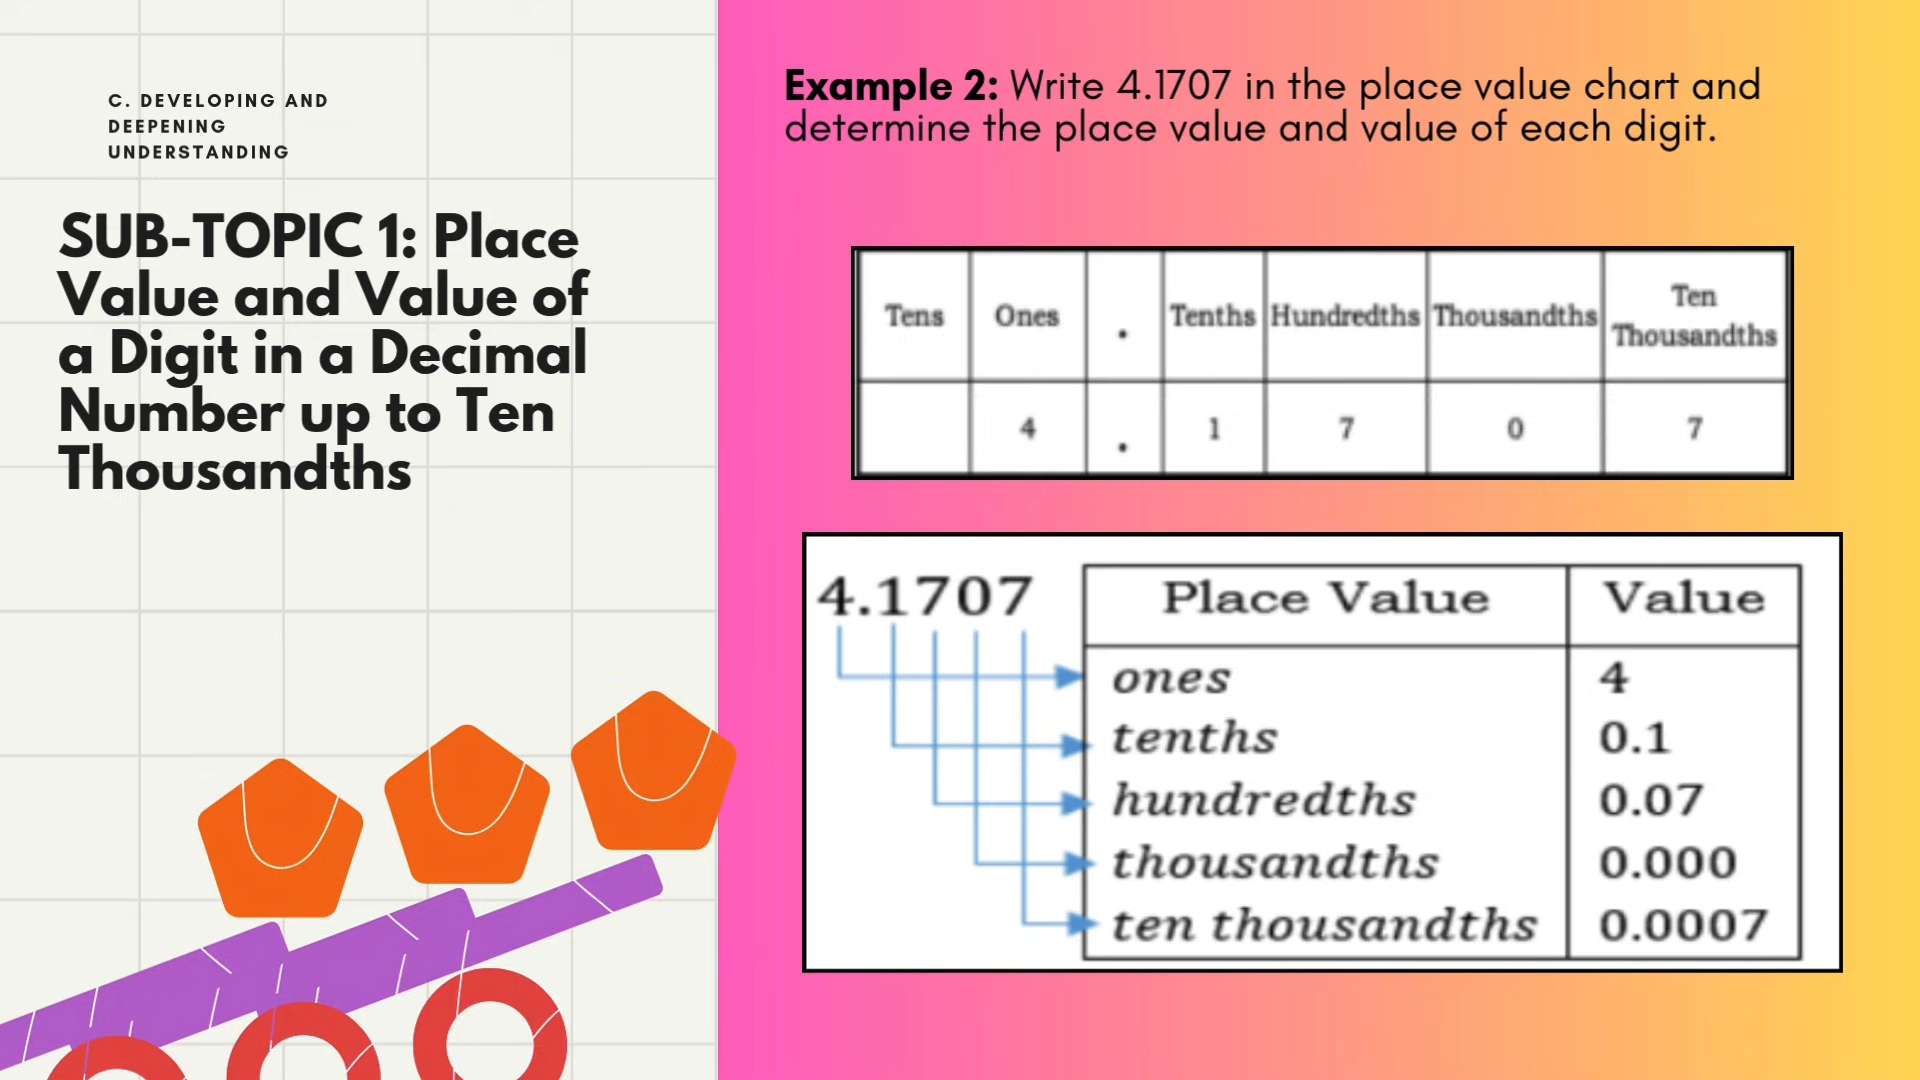 C. DEVELOPING AND
DEEPENING
UNDERSTANDING
SUB-TOPIC 1: Place
Value and Value of
a Digit in a Decimal
Number up to Ten
Thousandths
Example 2: Write 4.1707 in the place value chart and
determine the place value and value of each digit.
Tens Ones . Tenths Hundredths Thousandths Ten Thousandths
4 . 1 7 0 7
4.1707 Place Value Value
ones 4
tenths 0.1
hundredths 0.07
thousandths 0.000
ten thousandths 0.0007